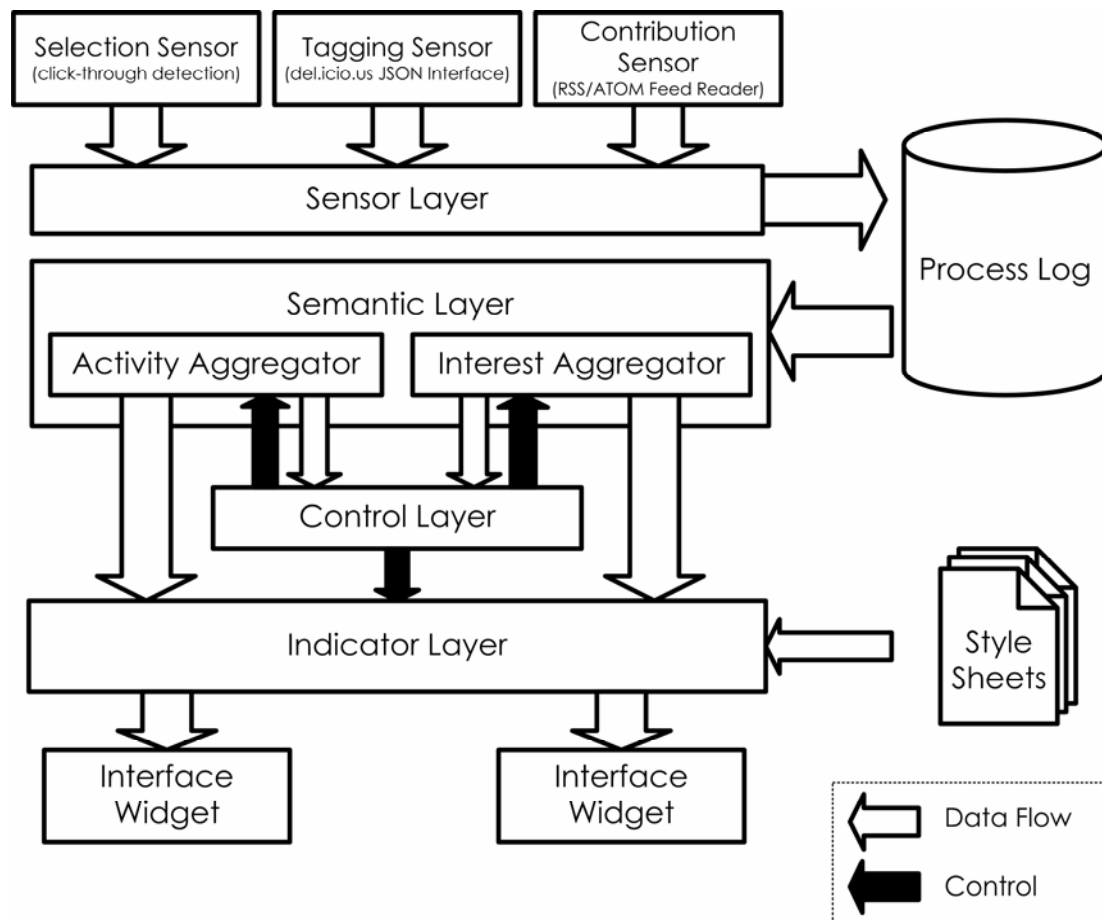 Selection Sensor
(click-through detection)
Tagging Sensor
(del.icio.us JSON Interface)
Contribution
Sensor
(RSS/ATOM Feed Reader)
Sensor Layer
Process Log
Semantic Layer
Activity Aggregator
Interest Aggregator
Control Layer
Indicator Layer
Style
Sheets
Interface
Widget
Interface
Widget
Data Flow
Control